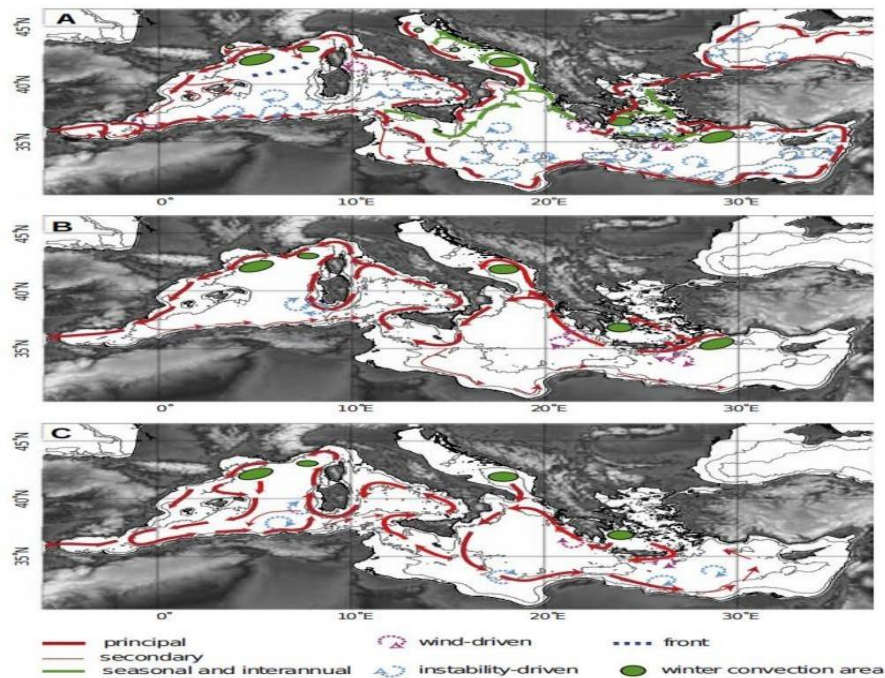 A
45°N
40°N
35°N
0°
10°E
20°E
30°E
B
45°N
40°N
35°N
0°
10°E
20°E
30°E
C
45°N
40°N
35°N
0°
10°E
20°E
30°E
principal
wind-driven
front
secondary
seasonal and interannual
instability-driven
winter convection area